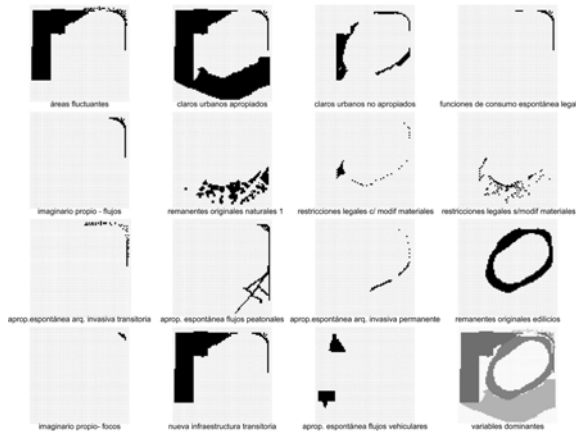 áreas fluctuantes
claros urbanos apropiados
claros urbanos no apropiados
funciones de consumo espontánea legal
imaginario propio - flujos
remanentes originales naturales 1
restricciones legales c/ modif materiales
restricciones legales s/modif materiales
aprop.espontánea arq. invasiva transitoria
aprop. espontánea flujos peatonales
aprop.espontánea arq. invasiva permanente
remanentes originales edilicios
imaginario propio- focos
nueva infraestructura transitoria
aprop. espontánea flujos vehiculares
variables dominantes